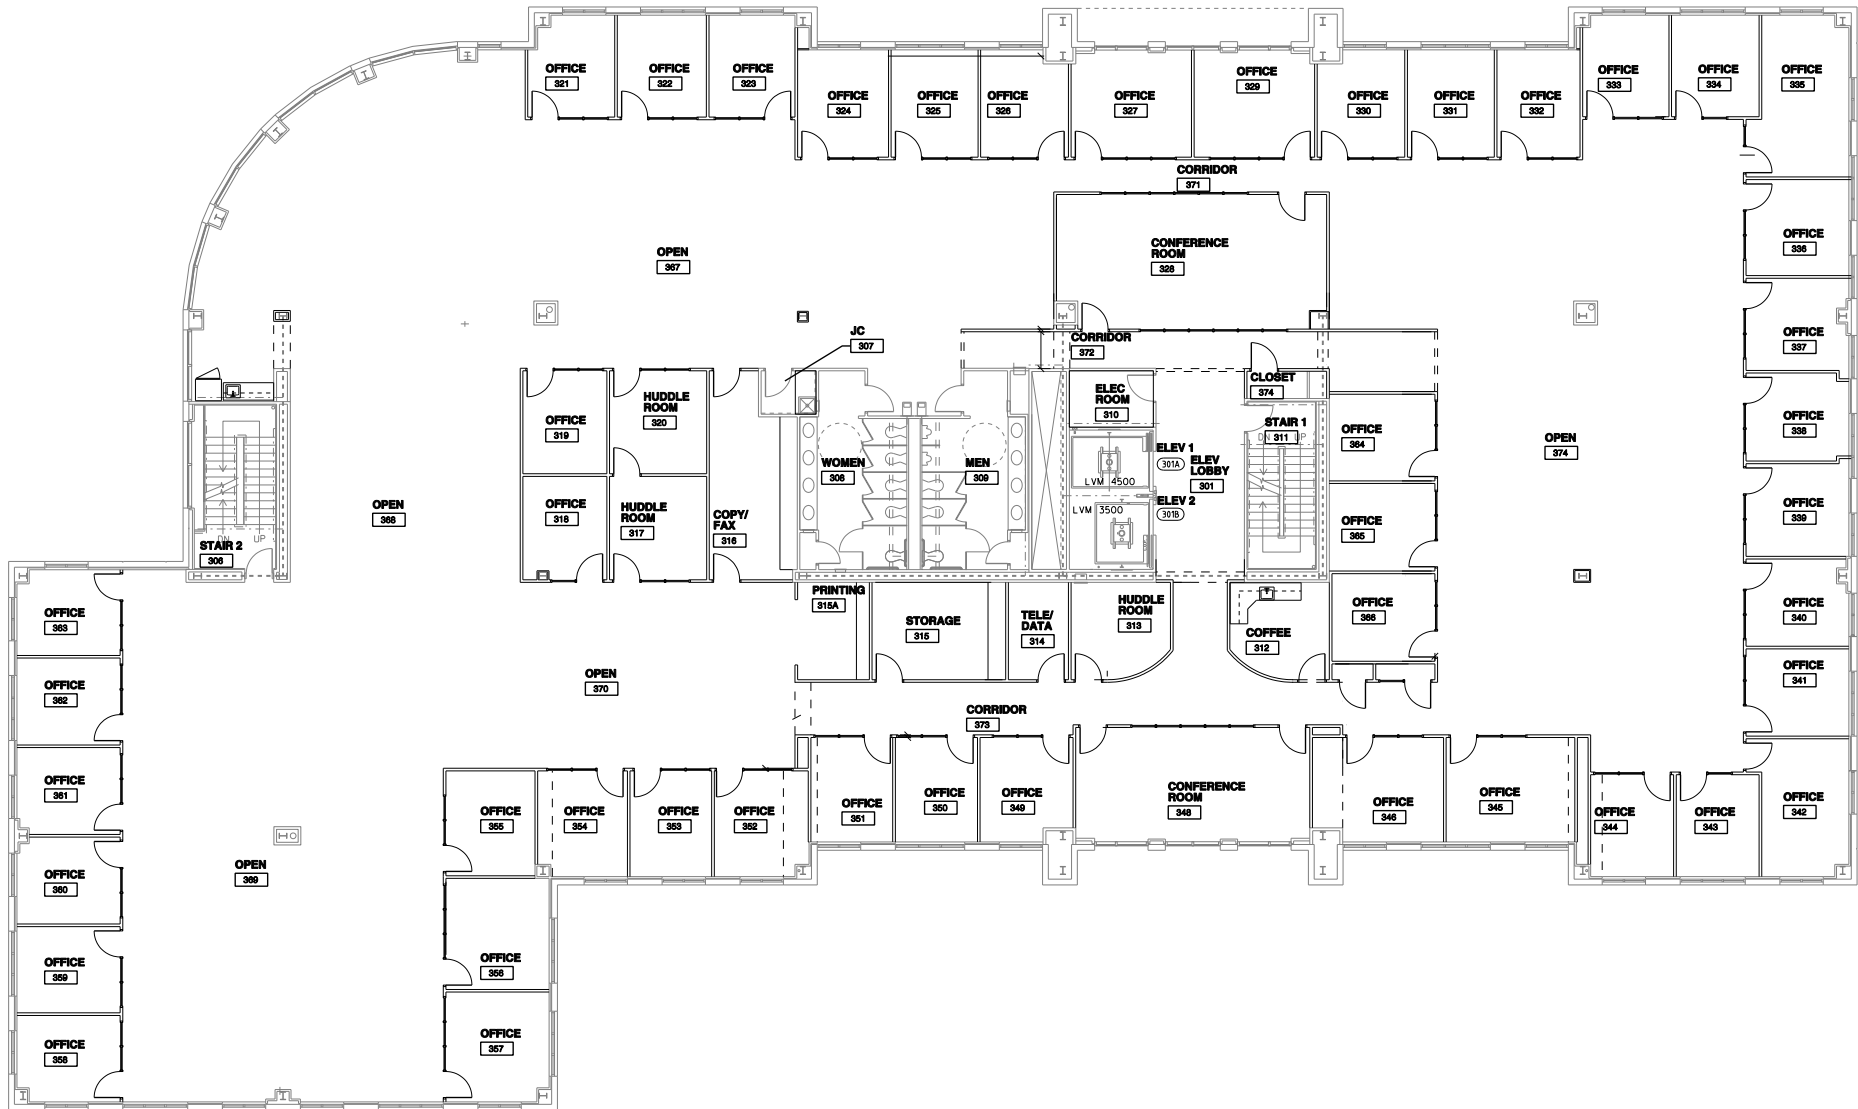 OFFICE
321
OFFICE
322
OFFICE
323
OFFICE
324
OFFICE
325
OFFICE
326
OFFICE
327
OFFICE
329
OFFICE
330
OFFICE
331
OFFICE
332
OFFICE
333
OFFICE
334
OFFICE
335
CORRIDOR
371
OFFICE
336
CONFERENCE
ROOM
328
OPEN
367
OFFICE
337
JC
307
CORRIDOR
372
CLOSET
374
ELEC
ROOM
310
HUDDLE
ROOM
320
OFFICE
319
STAIR 1
311
DN
UP
OFFICE
364
OPEN
374
OFFICE
338
WOMEN
308
MEN
309
ELEV 1
301A
ELEV
LOBBY
301
LVM 4500
ELEV 2
301B
LVM 3500
OPEN
368
OFFICE
318
HUDDLE
ROOM
317
COPY/
FAX
316
OFFICE
365
OFFICE
339
STAIR 2
306
DN
UP
OFFICE
363
PRINTING
315A
STORAGE
315
TELE/
DATA
314
HUDDLE
ROOM
313
COFFEE
312
OFFICE
366
OFFICE
340
OFFICE
362
OPEN
370
CORRIDOR
373
OFFICE
341
OFFICE
361
OFFICE
355
OFFICE
354
OFFICE
353
OFFICE
352
OFFICE
351
OFFICE
350
OFFICE
349
CONFERENCE
ROOM
348
OFFICE
346
OFFICE
345
OFFICE
344
OFFICE
343
OFFICE
342
OFFICE
360
OPEN
369
OFFICE
359
OFFICE
356
OFFICE
358
OFFICE
357